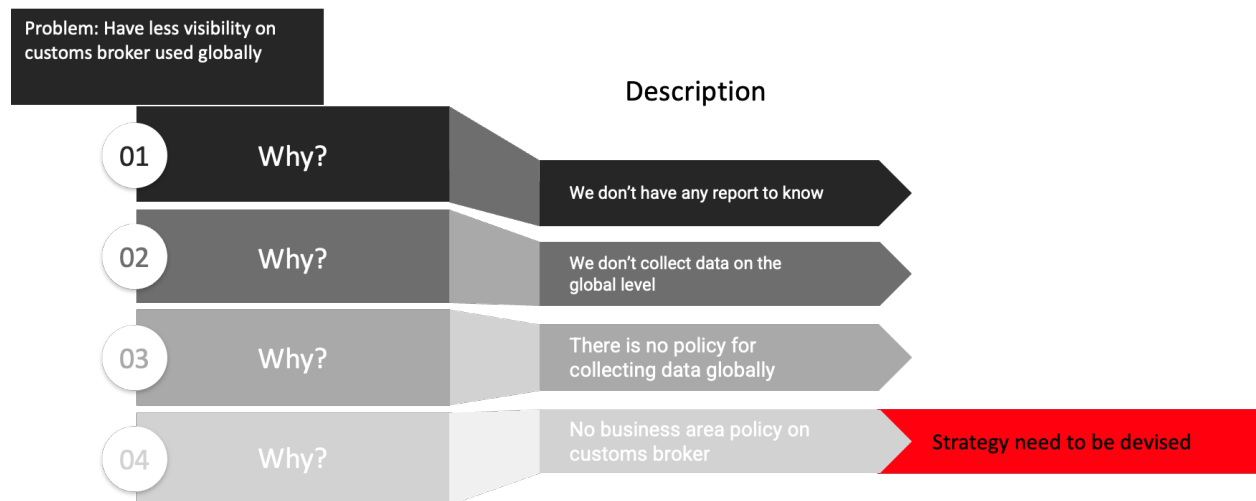 Problem: Have less visibility on
customs broker used globally
Description
01
Why?
We don’t have any report to know
02
Why?
We don’t collect data on the
global level
03
Why?
There is no policy for
collecting data globally
04
Why?
No business area policy on
customs broker
Strategy need to be devised